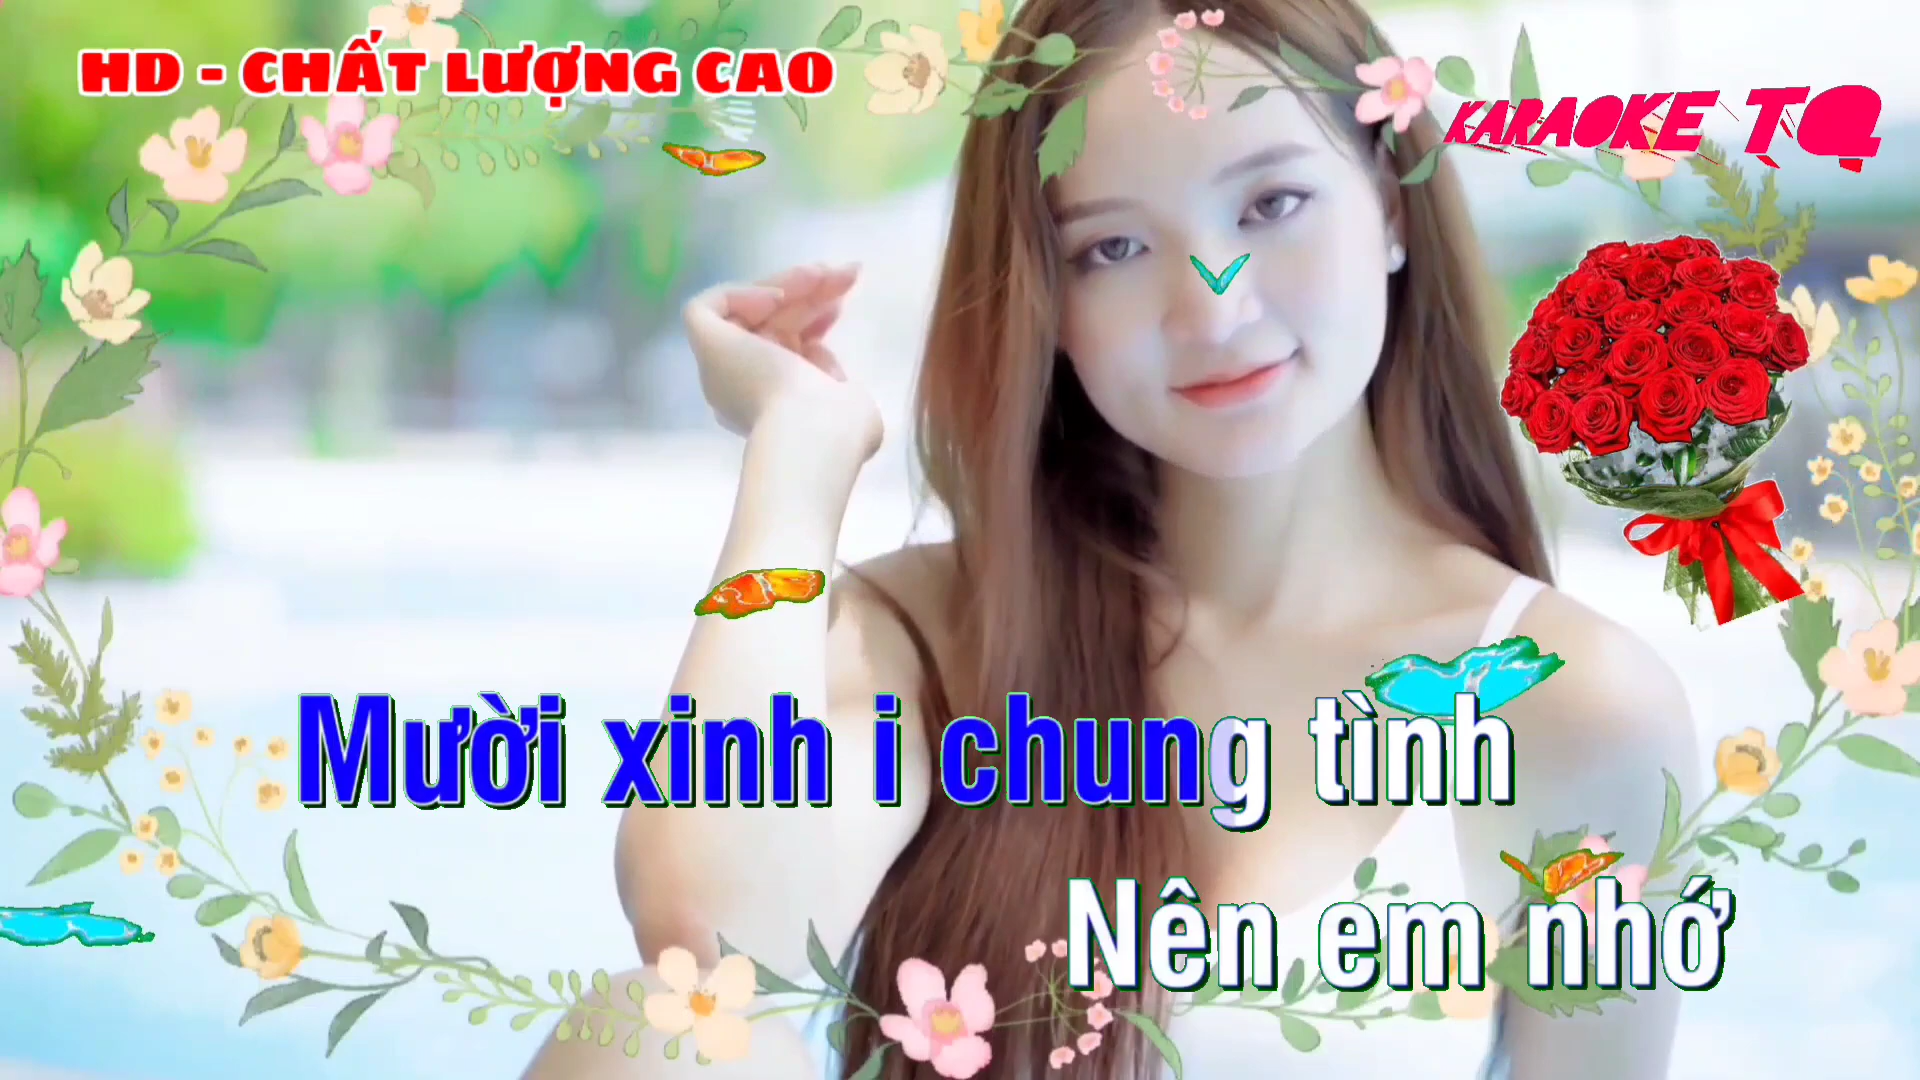 HD - CHẤT LƯỢNG CAO
KARAOKE TQ
Mười xinh i chung tình
Nên em nhớ